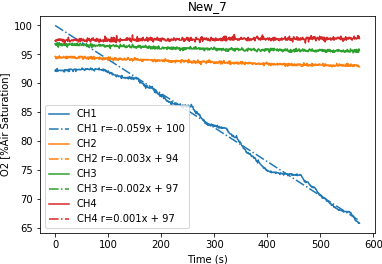 New_7
O2 [%Air Saturation]
100
95
90
85
80
75
70
65
CH1
CH1 r=-0.059x + 100
CH2
CH2 r=-0.003x + 94
CH3
CH3 r=-0.002x + 97
CH4
CH4 r=0.001x + 97
0 100 200 300 400 500 600
Time (s)